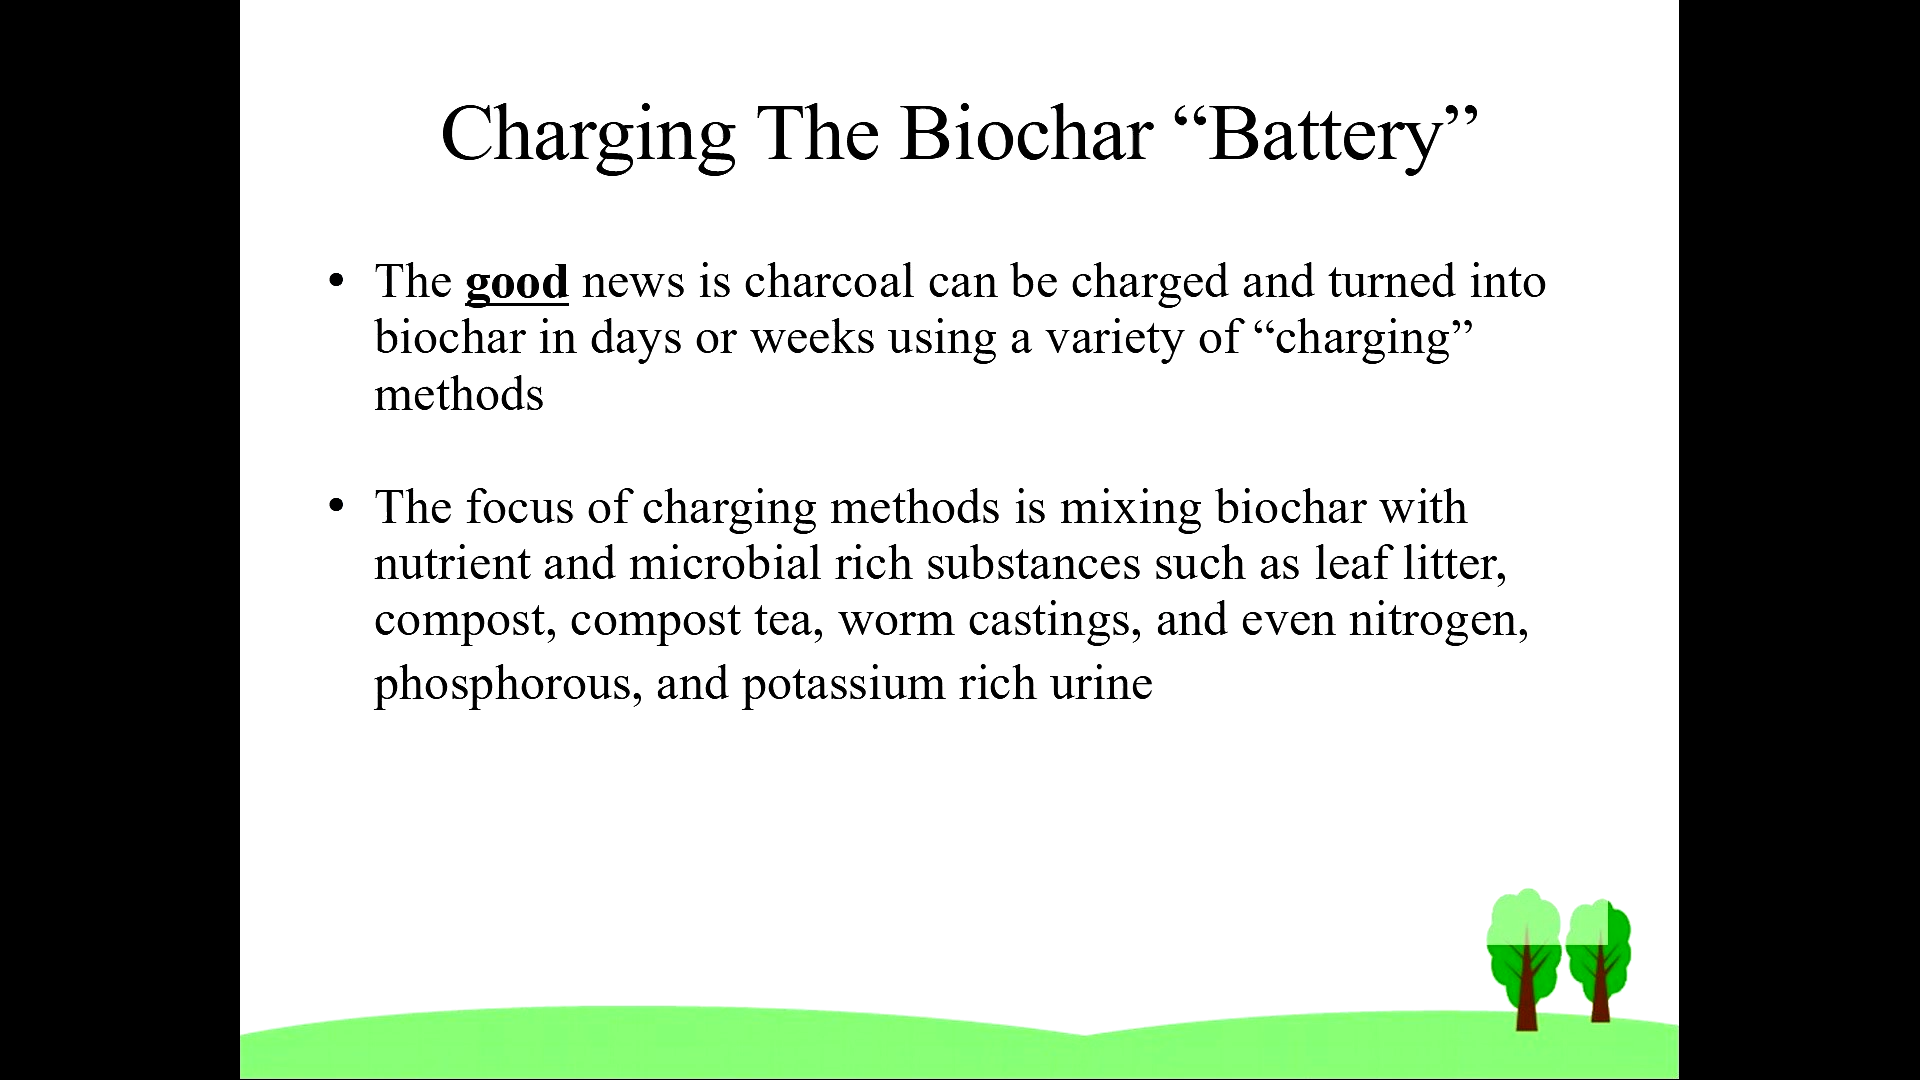 Charging The Biochar “Battery”
• The good news is charcoal can be charged and turned into
biochar in days or weeks using a variety of “charging”
methods
• The focus of charging methods is mixing biochar with
nutrient and microbial rich substances such as leaf litter,
compost, compost tea, worm castings, and even nitrogen,
phosphorous, and potassium rich urine